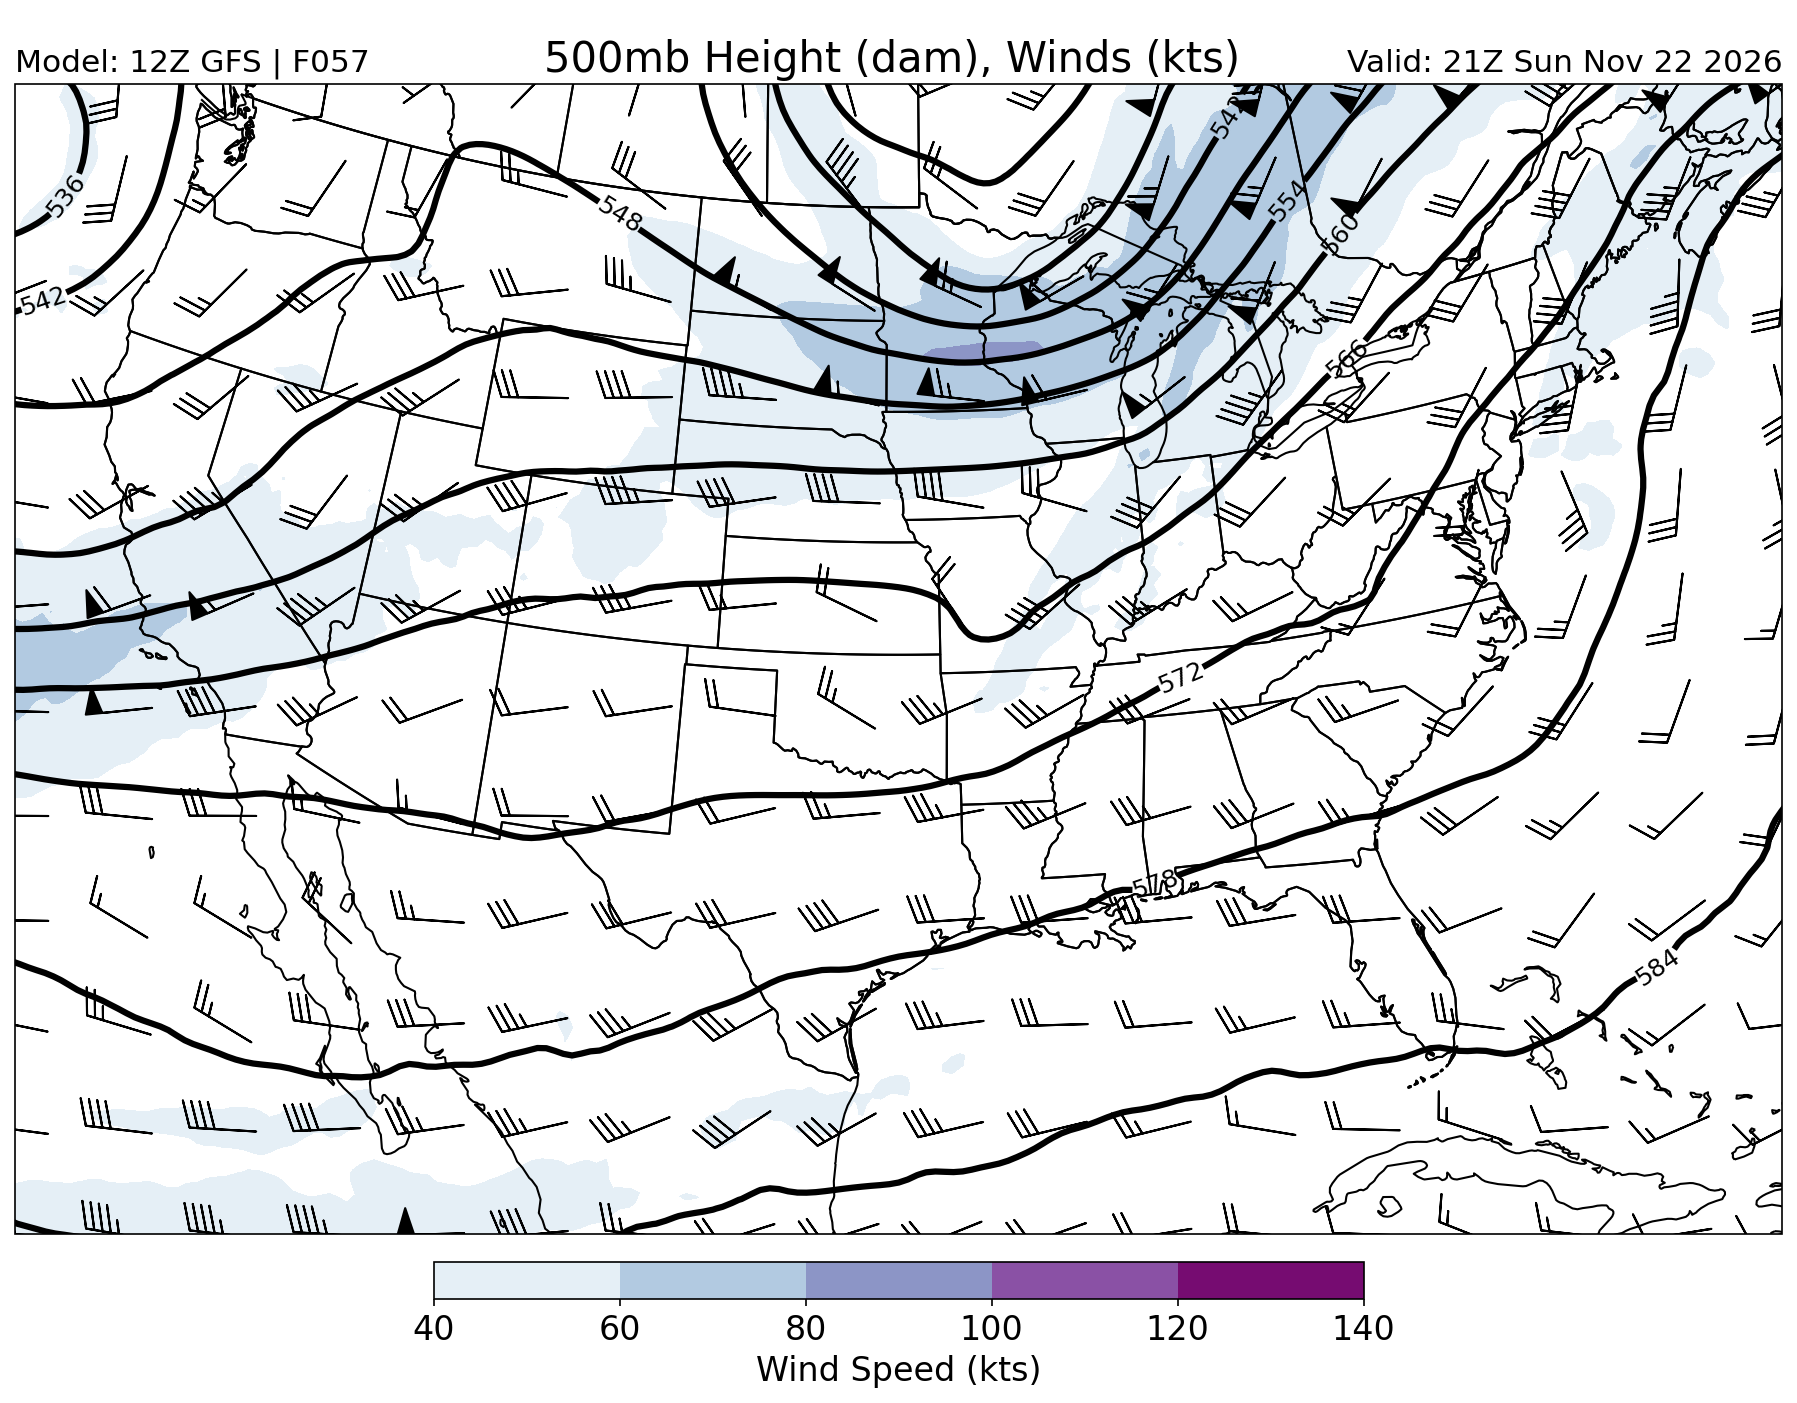 Model: 12Z GFS | F057
500mb Height (dam), Winds (kts)
Valid: 21Z Sun Nov 22 2026
542
536
554
548
560
542
566
572
578
584
40 60 80 100 120 140
Wind Speed (kts)